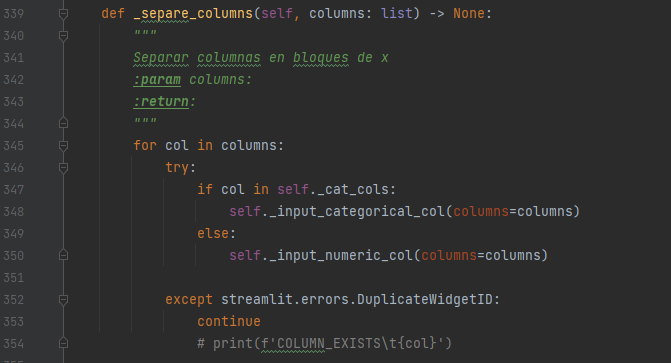 339 def _separe_columns(self, columns: list) -> None:
340 """
341 Separar columnas en bloques de x
342 :param columns:
343 :return:
344 """
345 for col in columns:
346 try:
347 if col in self._cat_cols:
348 self._input_categorical_col(columns=columns)
349 else:
350 self._input_numeric_col(columns=columns)
351
352 except streamlit.errors.DuplicateWidgetID:
353 continue
354 # print(f'COLUMN_EXISTS\t{col}')